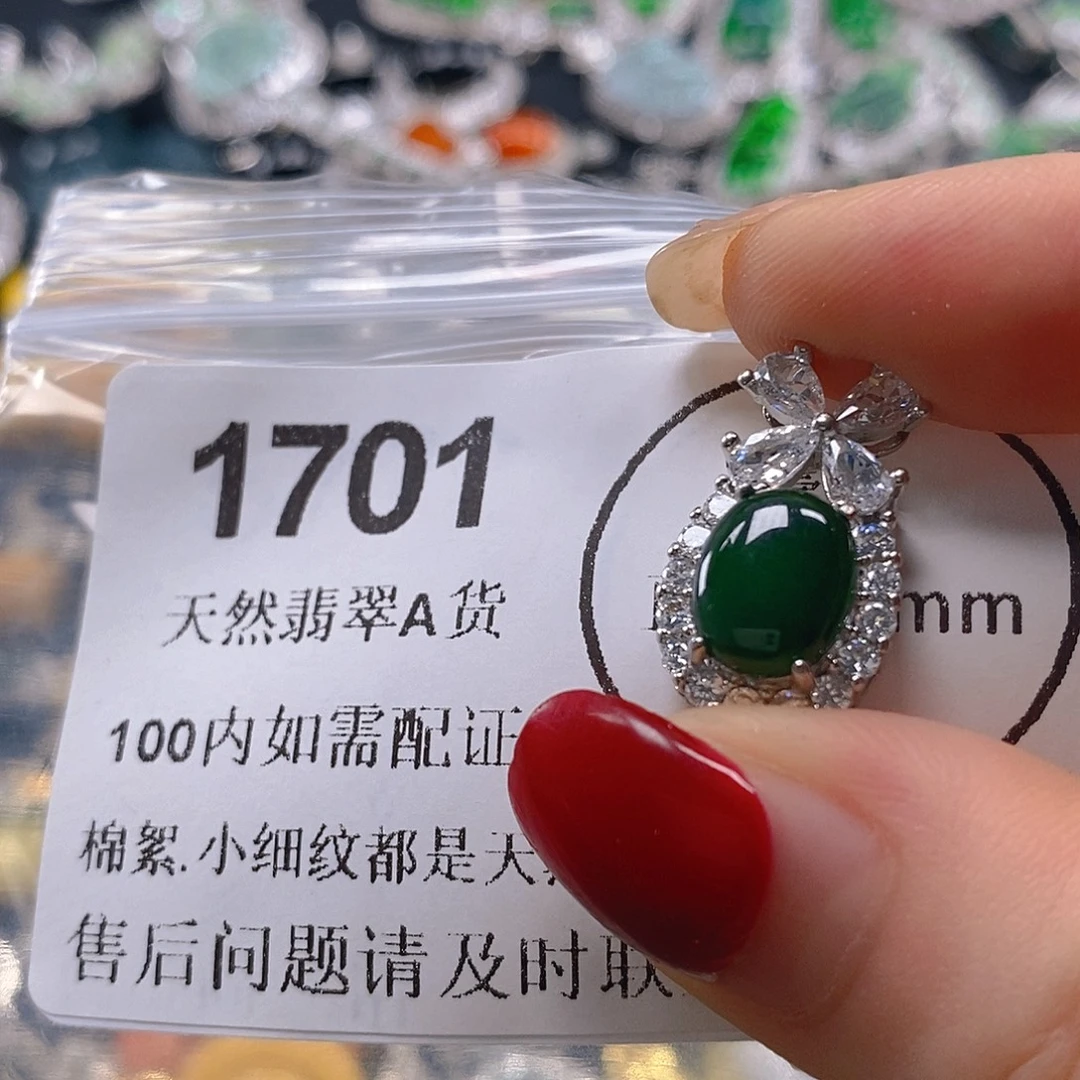 1701
天然翡翠A货
mm
100内如需配证
棉絮.小细纹都是天
售后问题请及时联